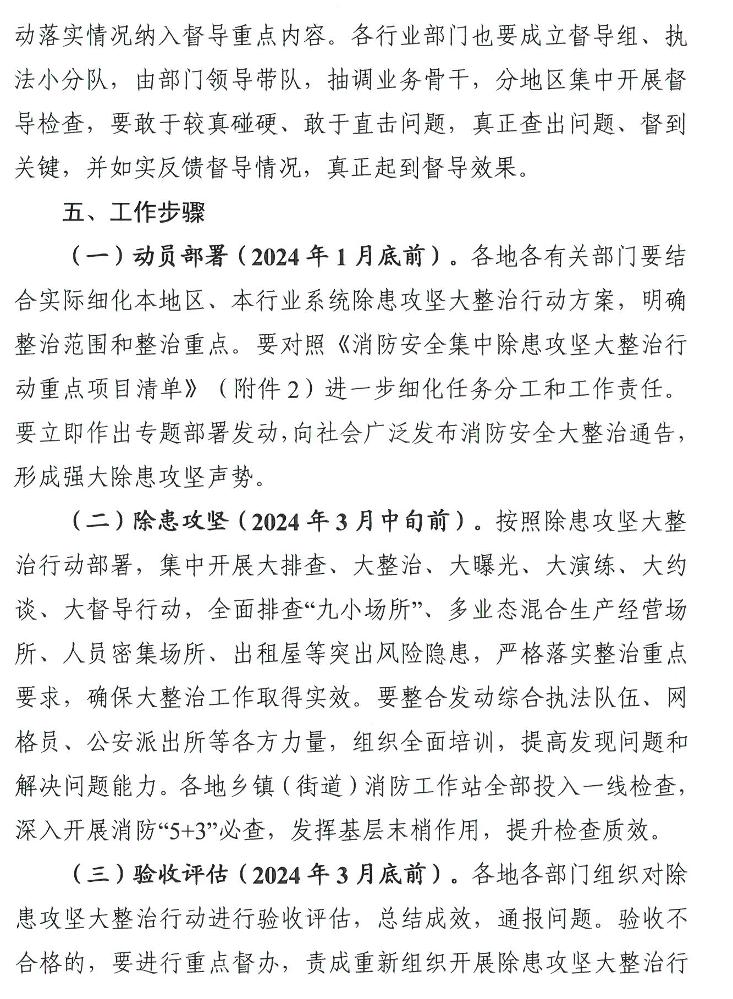 动落实情况纳入督导重点内容。各行业部门也要成立督导组、执
法小分队，由部门领导带队，抽调业务骨干，分地区集中开展督
导检查，要敢于较真碰硬、敢于直击问题，真正查出问题、督到
关键，并如实反馈督导情况，真正起到督导效果。
五、工作步骤
（一）动员部署（2024 年 1 月底前）。各地各有关部门要结
合实际细化本地区、本行业系统除患攻坚大整治行动方案，明确
整治范围和整治重点。要对照《消防安全集中除患攻坚大整治行
动重点项目清单》（附件 2）进一步细化任务分工和工作责任。
要立即作出专题部署发动，向社会广泛发布消防安全大整治通告，
形成强大除患攻坚声势。
（二）除患攻坚（2024 年 3 月中旬前）。按照除患攻坚大整
治行动部署，集中开展大排查、大整治、大曝光、大演练、大约
谈、大督导行动，全面排查“九小场所”、多业态混合生产经营场
所、人员密集场所、出租屋等突出风险隐患，严格落实整治重点
要求，确保大整治工作取得实效。要整合发动综合执法队伍、网
格员、公安派出所等各方力量，组织全面培训，提高发现问题和
解决问题能力。各地乡镇（街道）消防工作站全部投入一线检查，
深入开展消防“5+3”必查，发挥基层末梢作用，提升检查质效。
（三）验收评估（2024 年 3 月底前）。各地各部门组织对除
患攻坚大整治行动进行验收评估，总结成效，通报问题。验收不
合格的，要进行重点督办，责成重新组织开展除患攻坚大整治行